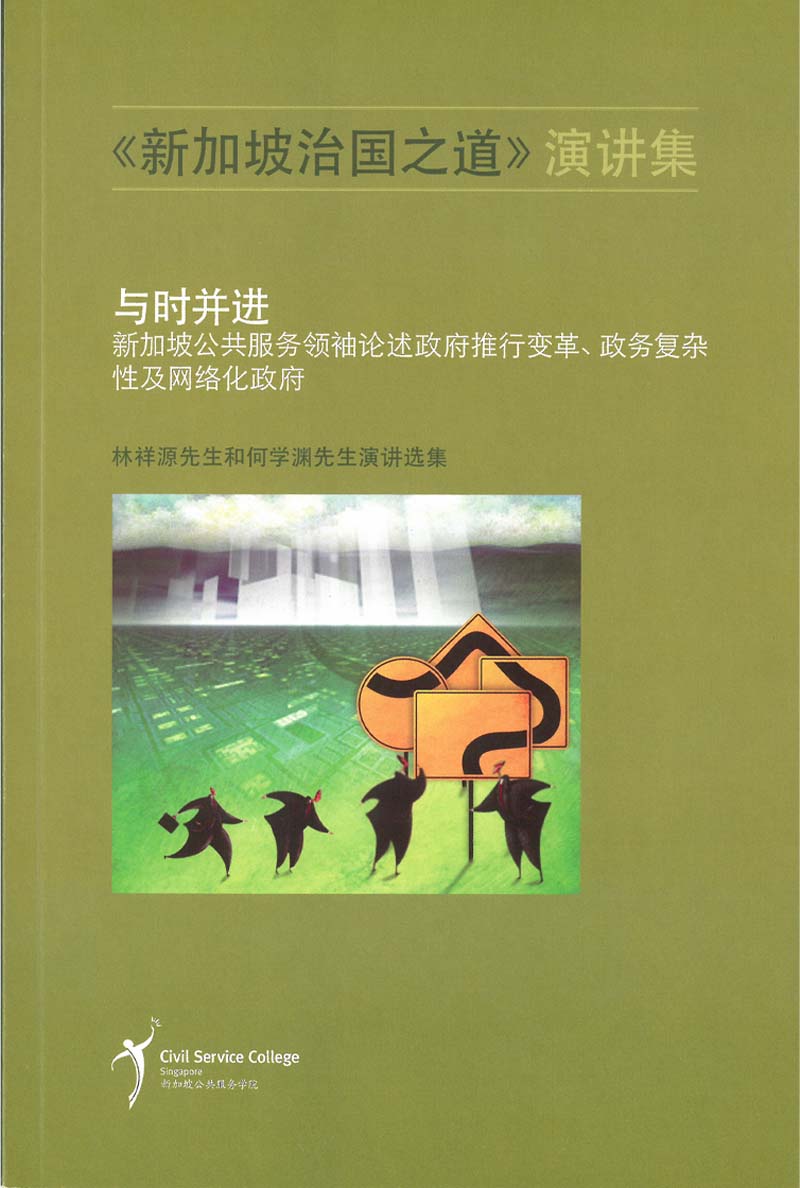 《新加坡治国之道》演讲集
与时并进
新加坡公共服务领袖论述政府推行变革、政务复杂
性及网络化政府
林祥源先生和何学渊先生演讲选集
Civil Service College
Singapore
新加坡公共服务学院